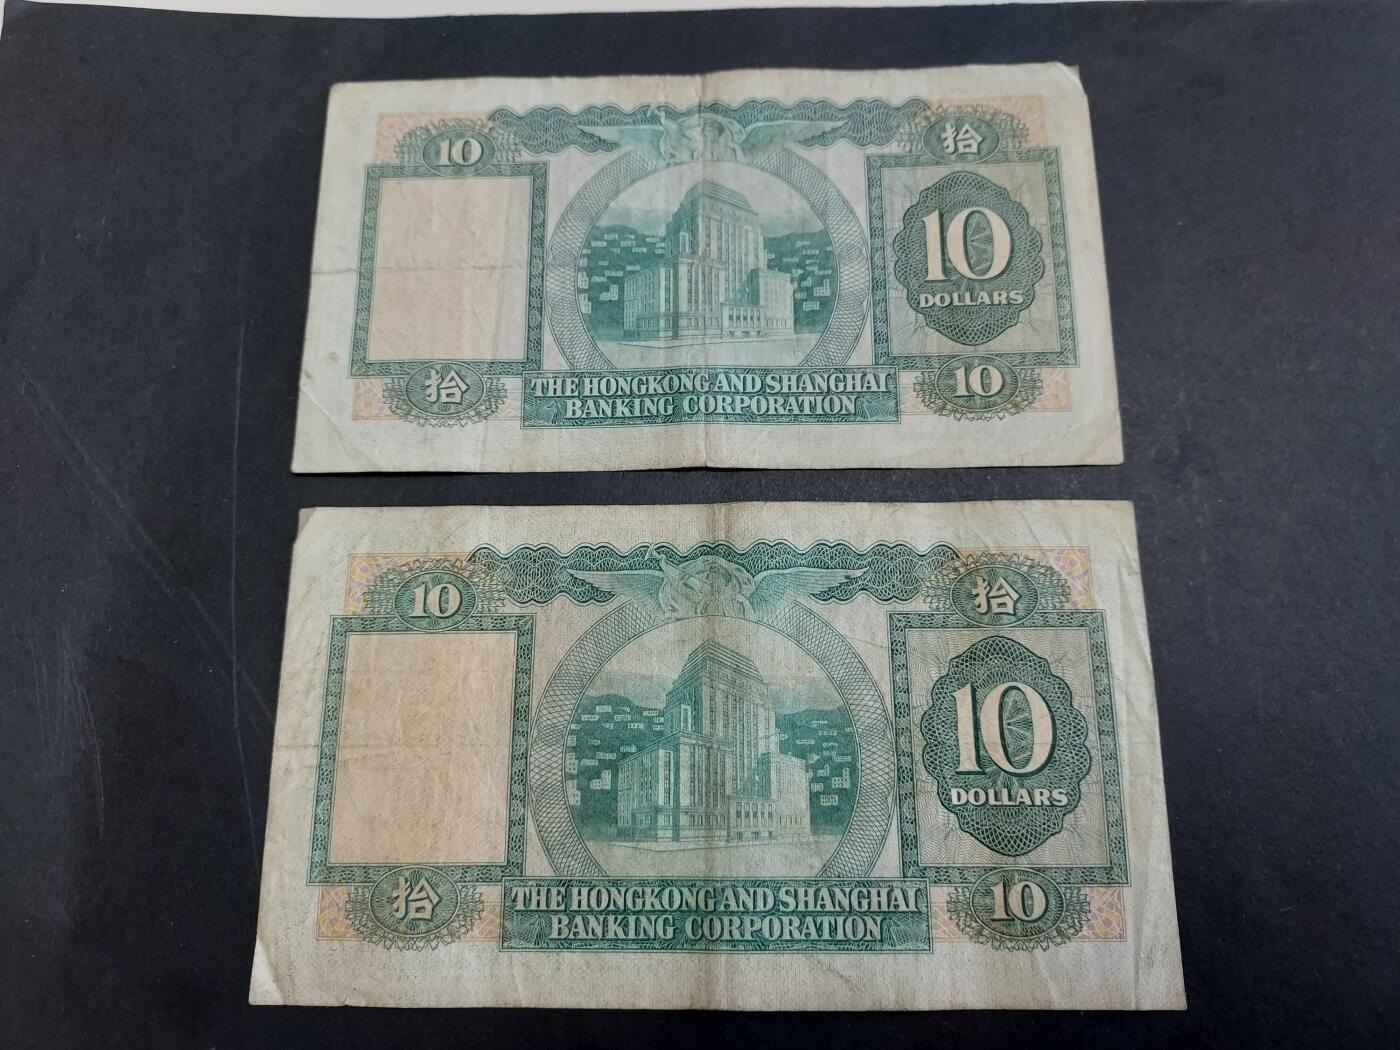 10
拾
10
DOLLARS
拾
THE HONGKONG AND SHANGHAI
BANKING CORPORATION
10
10
拾
10
DOLLARS
拾
THE HONGKONG AND SHANGHAI
BANKING CORPORATION
10